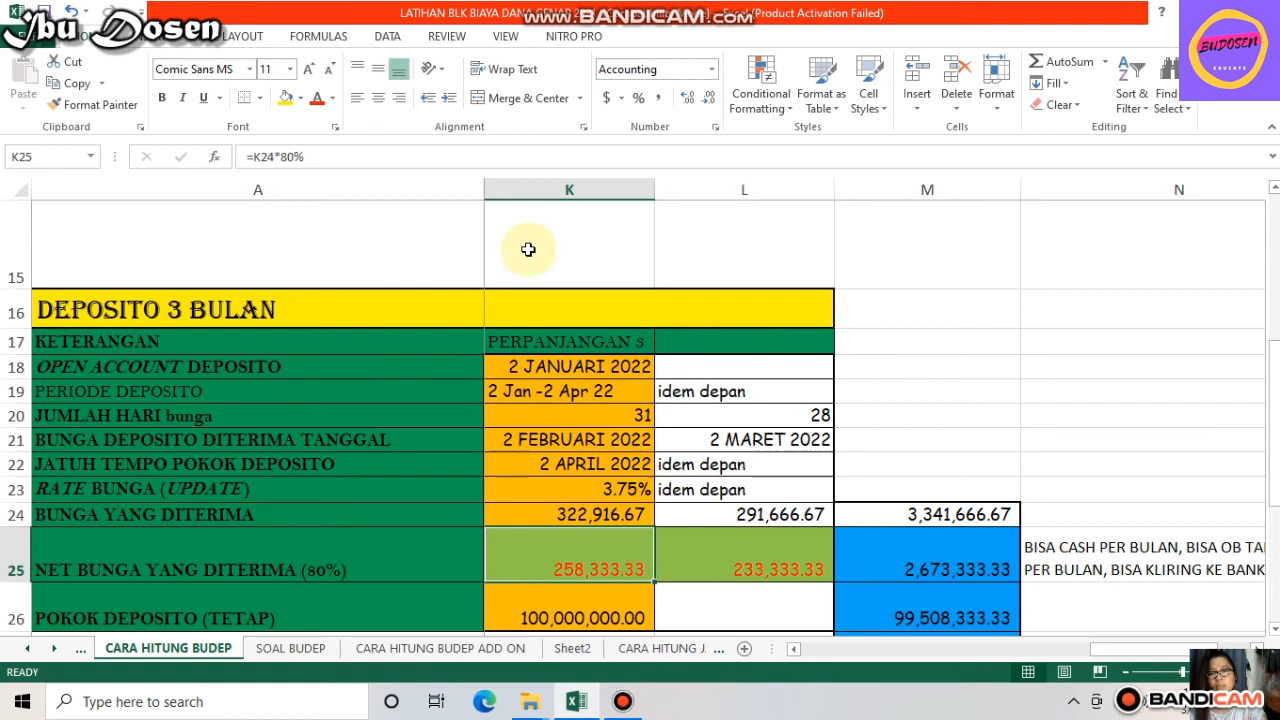 LATIHAN BLK BIAYA DANA GENAP 2
Excel (Product Activation Failed)
www.BANDICAM.com
Ibu Dosen
BUDOSEN
EDUCATE
LAYOUT FORMULAS DATA REVIEW VIEW NITRO PRO
Paste
Cut
Copy
Format Painter
Clipboard
Comic Sans MS 11
B I U
Font
Wrap Text
Merge & Center
Alignment
Accounting
$ % ,
Number
Conditional Formatting
Format as Table
Cell Styles
Styles
Insert Delete Format
Cells
AutoSum
Fill
Clear
Sort & Filter
Find
Select
Editing
K25 =K24*80%
A K L M N
15
16 DEPOSITO 3 BULAN
17 KETERANGAN PERPANJANGAN 3
18 OPEN ACCOUNT DEPOSITO 2 JANUARI 2022
19 PERIODE DEPOSITO 2 Jan -2 Apr 22 idem depan
20 JUMLAH HARI bunga 31 28
21 BUNGA DEPOSITO DITERIMA TANGGAL 2 FEBRUARI 2022 2 MARET 2022
22 JATUH TEMPO POKOK DEPOSITO 2 APRIL 2022 idem depan
23 RATE BUNGA (UPDATE) 3.75% idem depan
24 BUNGA YANG DITERIMA 322,916.67 291,666.67 3,341,666.67
BISA CASH PER BULAN, BISA OB TA
25 NET BUNGA YANG DITERIMA (80%) 258,333.33 233,333.33 2,673,333.33 PER BULAN, BISA KLIRING KE BANK
26 POKOK DEPOSITO (TETAP) 100,000,000.00 99,508,333.33
... CARA HITUNG BUDEP SOAL BUDEP CARA HITUNG BUDEP ADD ON Sheet2 CARA HITUNG JA ...
READY
Type here to search
BANDICAM